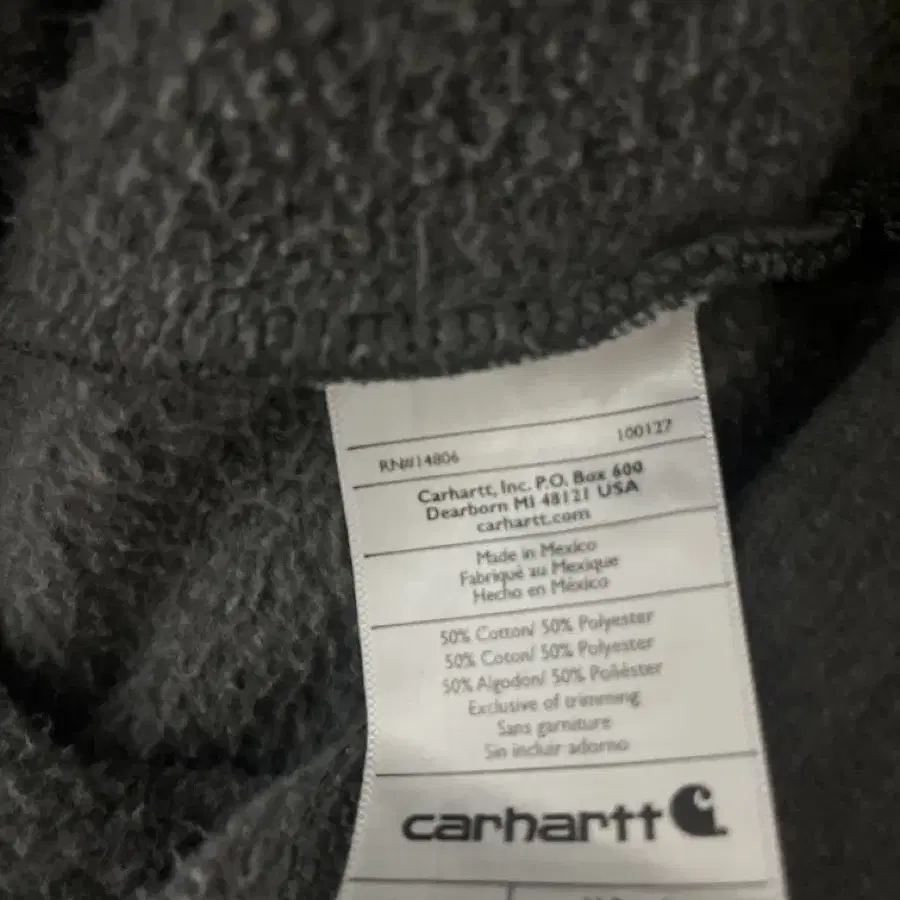 RN#14806 100127
Carhartt, Inc. P.O. Box 600
Dearborn MI 48121 USA
carhartt.com
Made in Mexico
Fabriqué au Mexique
Hecho en México
50% Cotton/ 50% Polyester
50% Coton/ 50% Polyester
50% Algodon/ 50% Poliéster
Exclusive of trimming
Sans garniture
Sin incluir adorno
carhartt